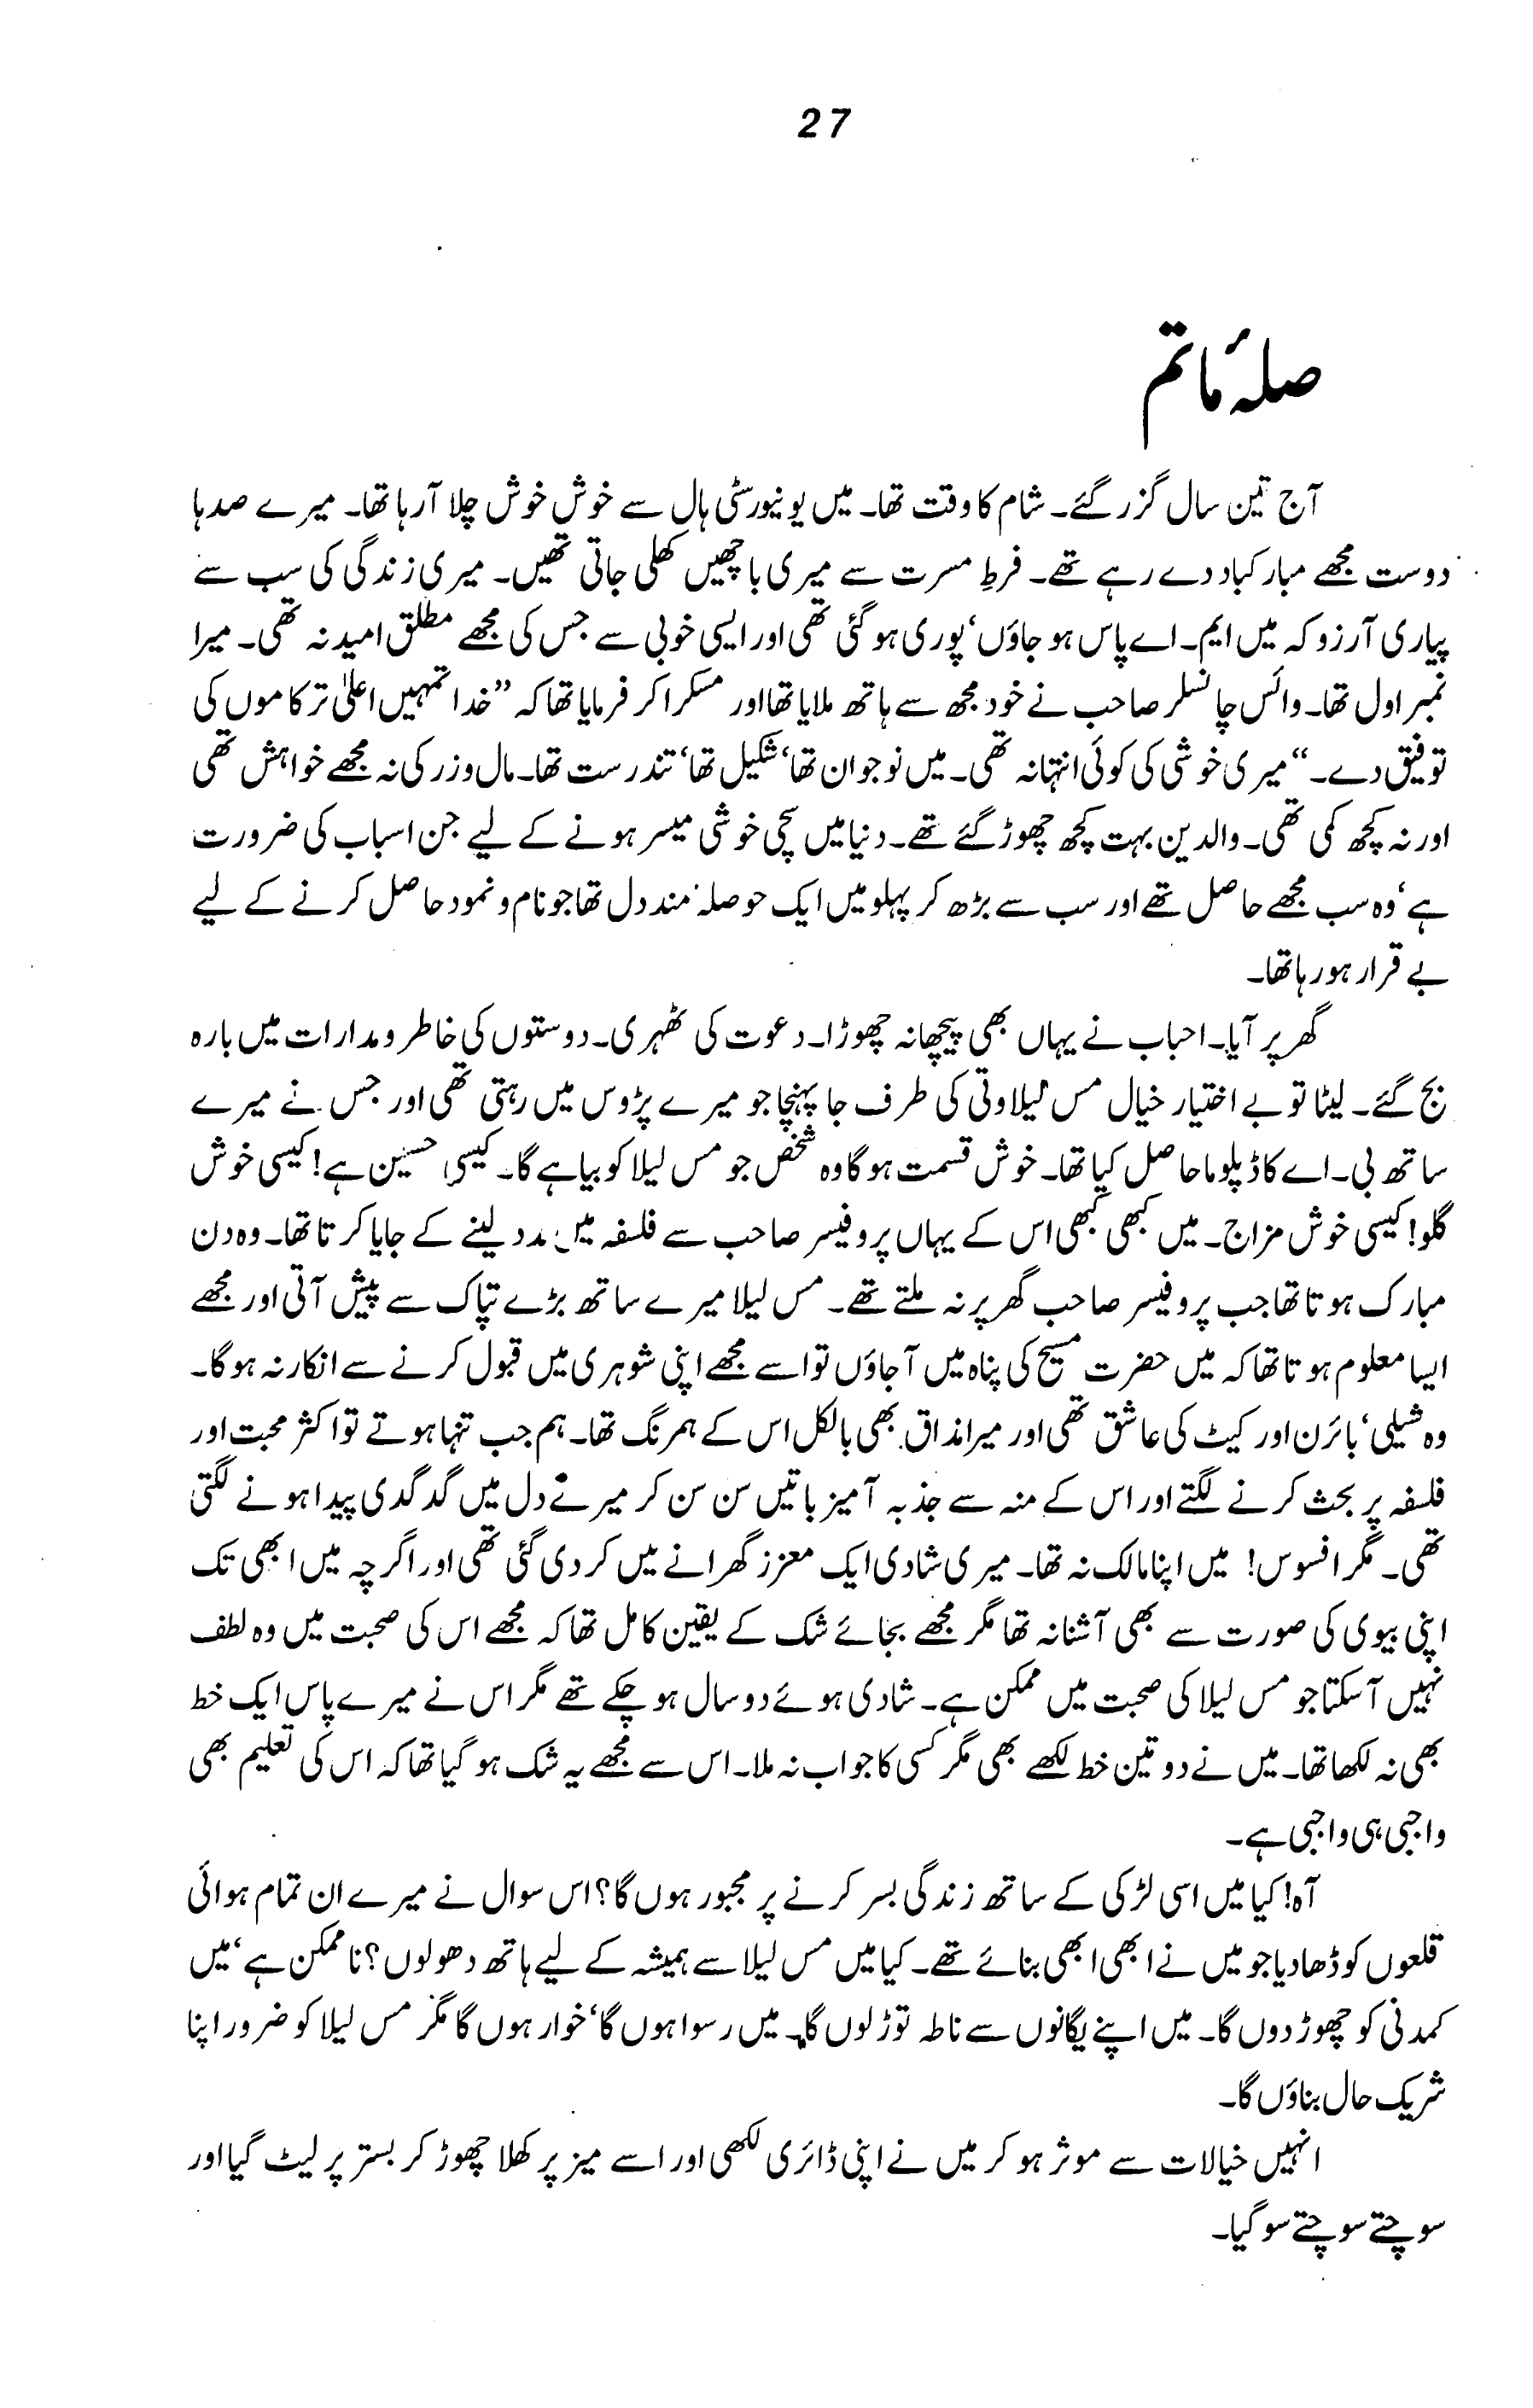 27
صلہٴ ماتم
آج تین سال گزر گئے۔ شام کا وقت تھا۔ میں یونیورسٹی ہال سے خوش خوش چلا آ رہا تھا۔ میرے صدہا
دوست مجھے مبارکباد دے رہے تھے۔ فرطِ مسرت سے میری باچھیں کھلی جاتی تھیں۔ میری زندگی کی سب سے
پیاری آرزو کہ میں ایم۔ اے پاس ہو جاؤں، پوری ہو گئی تھی اور ایسی خوبی سے جس کی مجھے مطلق امید نہ تھی۔ میرا
نمبر اول تھا۔ وائس چانسلر صاحب نے خود مجھ سے ہاتھ ملایا تھا اور مسکرا کر فرمایا تھا کہ ”خدا تمہیں اعلیٰ تر کاموں کی
توفیق دے۔“ میری خوشی کی کوئی انتہا نہ تھی۔ میں نوجوان تھا، شکیل تھا، تندرست تھا۔ مال و زر کی نہ مجھے خواہش تھی
اور نہ کچھ کمی تھی۔ والدین بہت کچھ چھوڑ گئے تھے۔ دنیا میں سچی خوشی میسر ہونے کے لیے جن اسباب کی ضرورت
ہے، وہ سب مجھے حاصل تھے اور سب سے بڑھ کر پہلو میں ایک حوصلہ مند دل تھا جو نام و نمود حاصل کرنے کے لیے
بے قرار ہو رہا تھا۔
گھر پر آیا۔ احباب نے یہاں بھی پیچھا نہ چھوڑا۔ دعوت کی ٹھہری۔ دوستوں کی خاطر و مدارات میں بارہ
بج گئے۔ لیٹا تو بے اختیار خیال مس لیلاوتی کی طرف جا پہنچا جو میرے پڑوس میں رہتی تھی اور جس نے میرے
ساتھ بی۔ اے کا ڈپلوما حاصل کیا تھا۔ خوش قسمت ہو گا وہ شخص جو مس لیلا کو بیاہے گا۔ کیسی حسین ہے! کیسی خوش
گلو! کیسی خوش مزاج۔ میں کبھی کبھی اس کے یہاں پروفیسر صاحب سے فلسفہ میں مدد لینے کے جایا کرتا تھا۔ وہ دن
مبارک ہوتا تھا جب پروفیسر صاحب گھر پر نہ ملتے تھے۔ مس لیلا میرے ساتھ بڑے تپاک سے پیش آتی اور مجھے
ایسا معلوم ہوتا تھا کہ میں حضرت مسیح کی پناہ میں آ جاؤں تو اسے مجھے اپنی شوہری میں قبول کرنے سے انکار نہ ہو گا۔
وہ شیلی، بائرن اور کیٹ کی عاشق تھی اور میرا مذاق بھی بالکل اس کے ہمرنگ تھا۔ ہم جب تنہا ہوتے تو اکثر محبت اور
فلسفہ پر بحث کرنے لگتے اور اس کے منہ سے جذبہ آمیز باتیں سن سن کر میرے دل میں گدگدی پیدا ہونے لگتی
تھی۔ مگر افسوس! میں اپنا مالک نہ تھا۔ میری شادی ایک معزز گھرانے میں کر دی گئی تھی اور اگرچہ میں ابھی تک
اپنی بیوی کی صورت سے بھی آشنا نہ تھا مگر مجھے بجائے شک کے یقین کامل تھا کہ مجھے اس کی صحبت میں وہ لطف
نہیں آ سکتا جو مس لیلا کی صحبت میں ممکن ہے۔ شادی ہوئے دو سال ہو چکے تھے مگر اس نے میرے پاس ایک خط
بھی نہ لکھا تھا۔ میں نے دو تین خط لکھے بھی مگر کسی کا جواب نہ ملا۔ اس سے مجھے یہ شک ہو گیا تھا کہ اس کی تعلیم بھی
واجبی ہی واجبی ہے۔
آہ! کیا میں اسی لڑکی کے ساتھ زندگی بسر کرنے پر مجبور ہوں گا؟ اس سوال نے میرے ان تمام ہوائی
قلعوں کو ڈھا دیا جو میں نے ابھی ابھی بنائے تھے۔ کیا میں مس لیلا سے ہمیشہ کے لیے ہاتھ دھو لوں؟ ناممکن ہے، میں
کمدنی کو چھوڑ دوں گا۔ میں اپنے یگانوں سے ناطہ توڑ لوں گا۔ میں رسوا ہوں گا، خوار ہوں گا مگر مس لیلا کو ضرور اپنا
شریک حال بناؤں گا۔
انہیں خیالات سے موثر ہو کر میں نے اپنی ڈائری لکھی اور اسے میز پر کھلا چھوڑ کر بستر پر لیٹ گیا اور
سوچتے سوچتے سو گیا۔